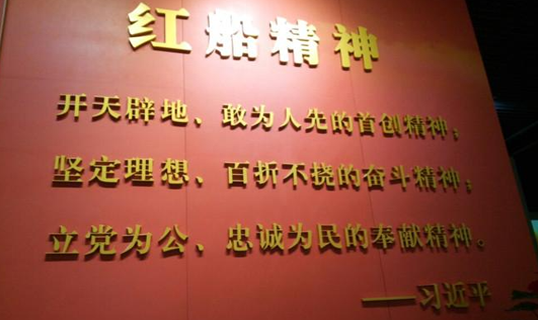 红船精神
开天辟地、敢为人先的首创精神；
坚定理想、百折不挠的奋斗精神；
立党为公、忠诚为民的奉献精神。
——习近平